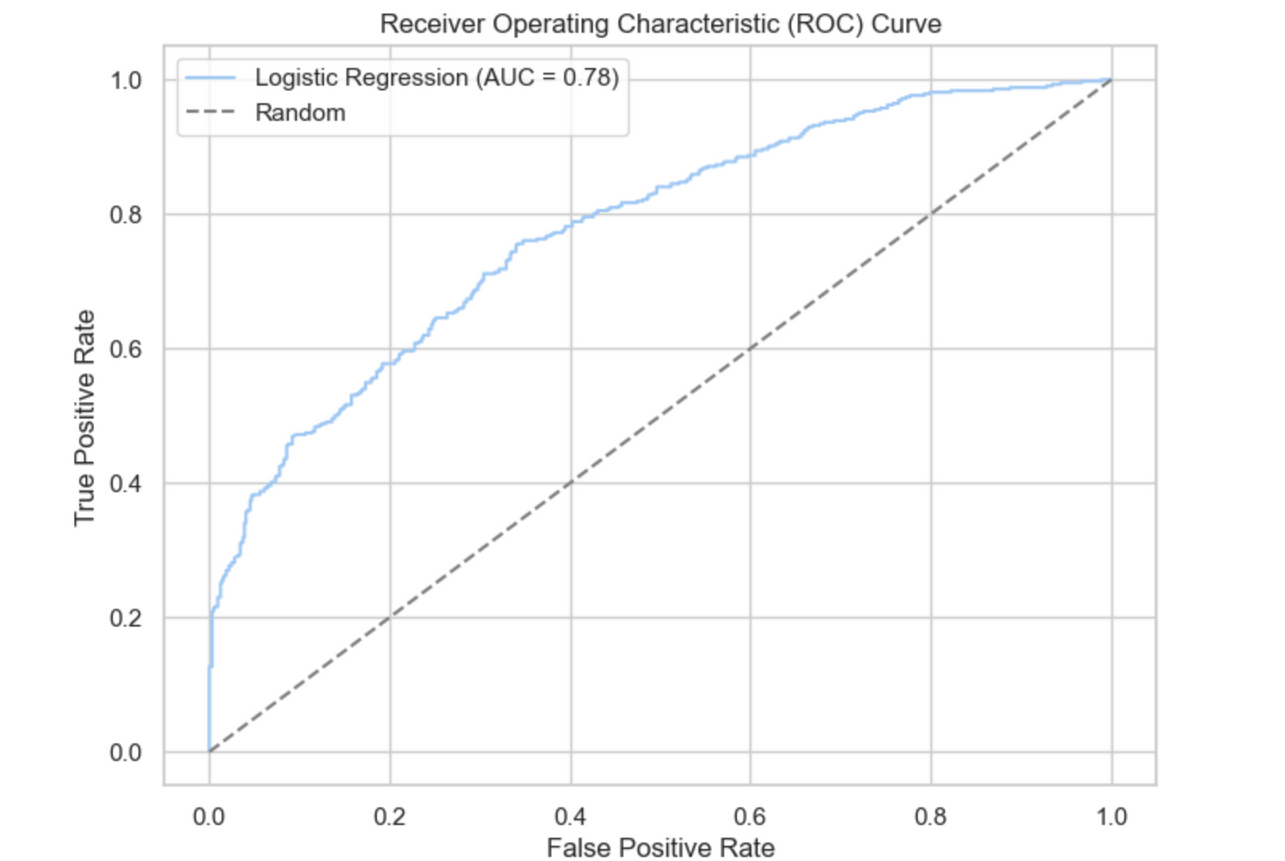 Receiver Operating Characteristic (ROC) Curve
Logistic Regression (AUC = 0.78)
Random
1.0
0.8
0.6
0.4
0.2
0.0
True Positive Rate
0.0 0.2 0.4 0.6 0.8 1.0
False Positive Rate